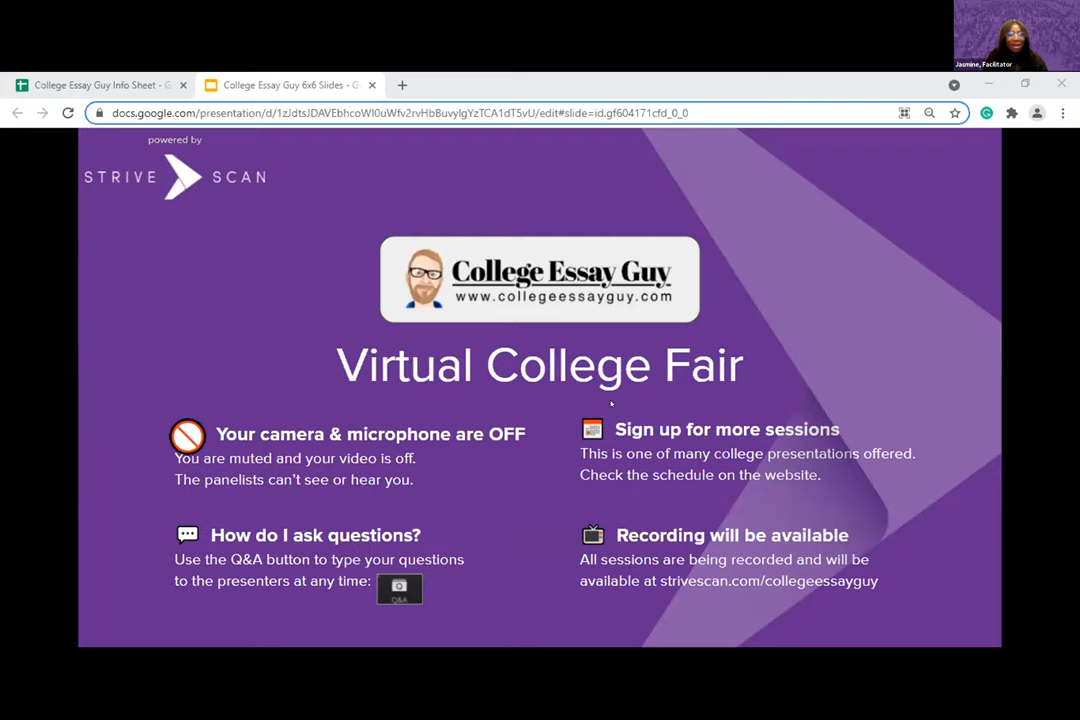 Jasmine, Facilitator
College Essay Guy Info Sheet - G
College Essay Guy 6x6 Slides - G
docs.google.com/presentation/d/1zJdtsJDAVEbhcoWl0uWfv2rvHbBuvyIgYzTCA1dT5vU/edit#slide=id.gf604171cfd_0_0
powered by
STRIVE SCAN
College Essay Guy
www.collegeessayguy.com
Virtual College Fair
Your camera & microphone are OFF
You are muted and your video is off.
The panelists can't see or hear you.
Sign up for more sessions
This is one of many college presentations offered.
Check the schedule on the website.
How do I ask questions?
Use the Q&A button to type your questions
to the presenters at any time:
Q&A
Recording will be available
All sessions are being recorded and will be
available at strivescan.com/collegeessayguy